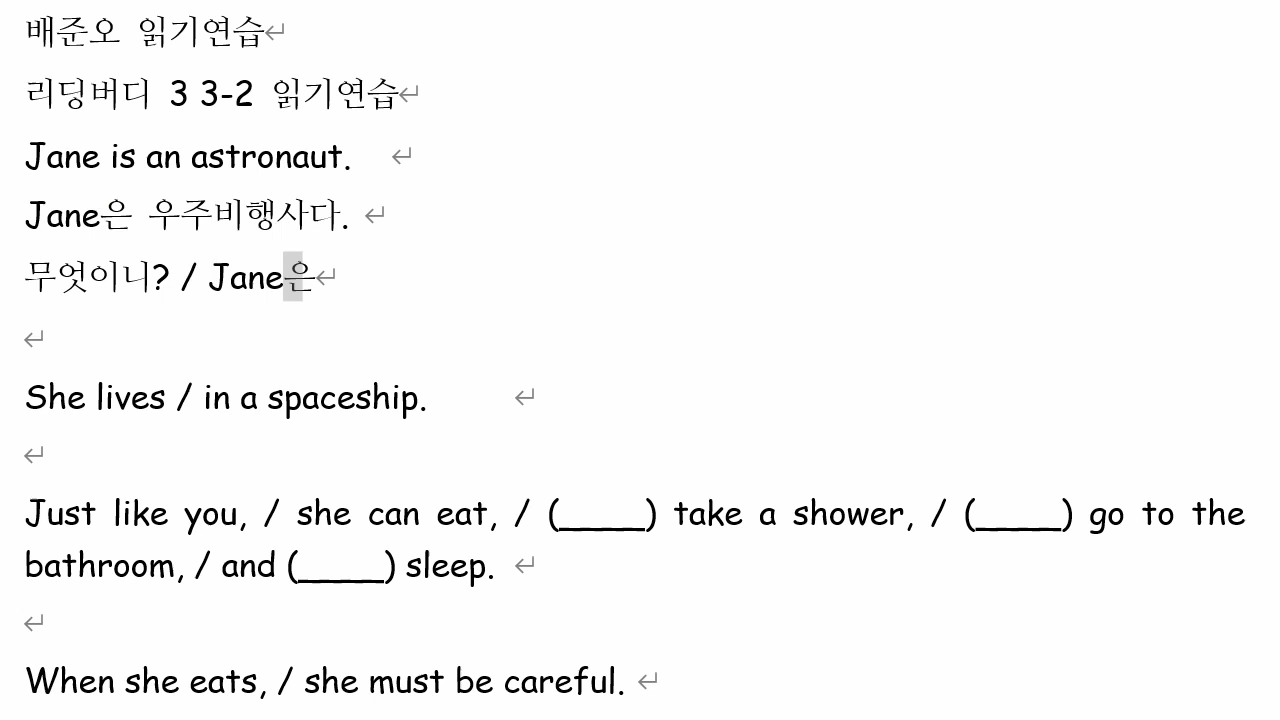 배준오 읽기연습
리딩버디 3 3-2 읽기연습
Jane is an astronaut.
Jane은 우주비행사다.
무엇이니? / Jane은
She lives / in a spaceship.
Just like you, / she can eat, / (_____) take a shower, / (_____) go to the
bathroom, / and (_____) sleep.
When she eats, / she must be careful.